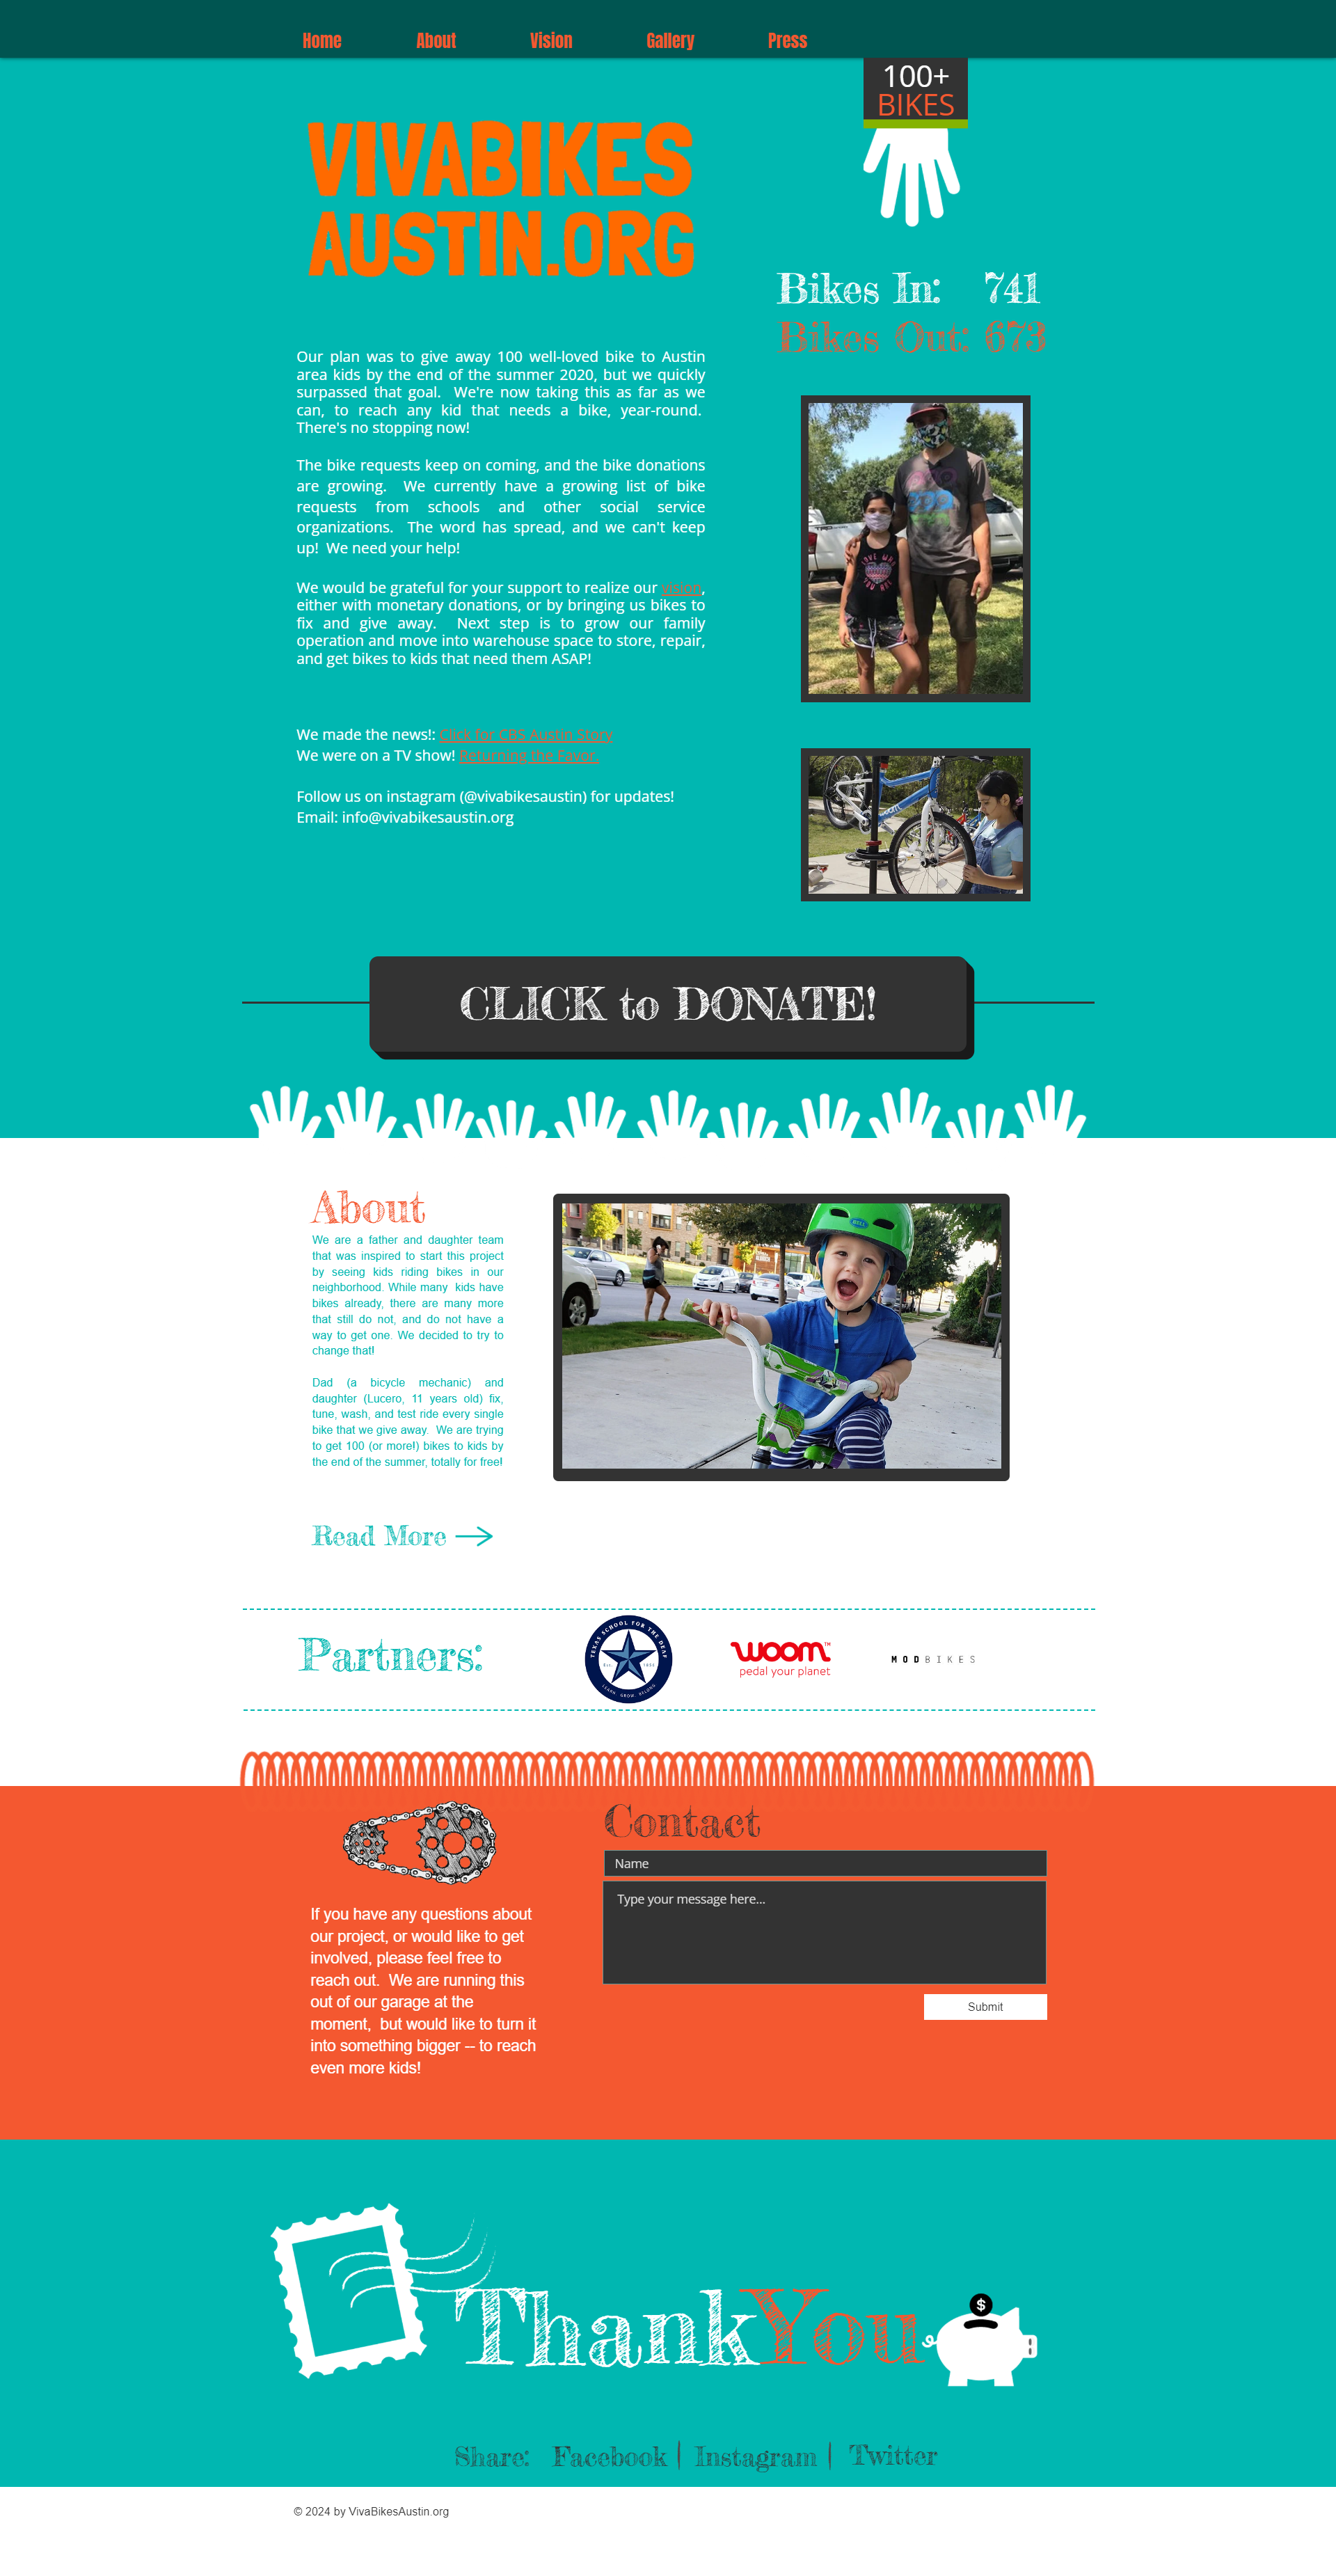 Home About Vision Gallery Press
100+
BIKES
VIVABIKES
AUSTIN.ORG
Bikes In: 741
Bikes Out: 673
Our plan was to give away 100 well-loved bike to Austin
area kids by the end of the summer 2020, but we quickly
surpassed that goal. We're now taking this as far as we
can, to reach any kid that needs a bike, year-round.
There's no stopping now!
The bike requests keep on coming, and the bike donations
are growing. We currently have a growing list of bike
requests from schools and other social service
organizations. The word has spread, and we can't keep
up! We need your help!
We would be grateful for your support to realize our vision,
either with monetary donations, or by bringing us bikes to
fix and give away. Next step is to grow our family
operation and move into warehouse space to store, repair,
and get bikes to kids that need them ASAP!
We made the news!: Click for CBS Austin Story
We were on a TV show! Returning the Favor
Follow us on instagram (@vivabikesaustin) for updates!
Email: info@vivabikesaustin.org
CLICK to DONATE!
About
We are a father and daughter team
that was inspired to start this project
by seeing kids riding bikes in our
neighborhood. While many kids have
bikes already, there are many more
that still do not, and do not have a
way to get one. We decided to try to
change that!
Dad (a bicycle mechanic) and
daughter (Lucero, 11 years old) fix,
tune, wash, and test ride every single
bike that we give away. We are trying
to get 100 (or more!) bikes to kids by
the end of the summer, totally for free!
Read More
Partners:
TEXAS SCHOOL FOR THE DEAF
LEARN GROW BELONG
woom™
pedal your planet
MODBIKES
Contact
Name
Type your message here...
Submit
If you have any questions about
our project, or would like to get
involved, please feel free to
reach out. We are running this
out of our garage at the
moment, but would like to turn it
into something bigger -- to reach
even more kids!
ThankYou
$
Share: Facebook | Instagram | Twitter
© 2024 by VivaBikesAustin.org